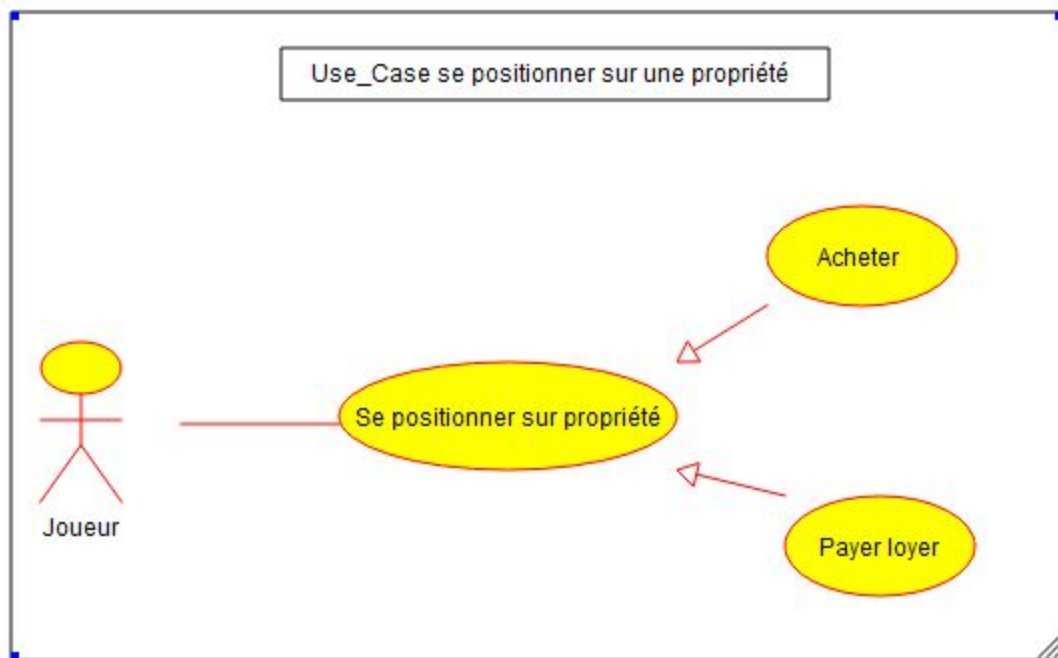 Use_Case se positionner sur une propriété
Acheter
Se positionner sur propriété
Joueur
Payer loyer